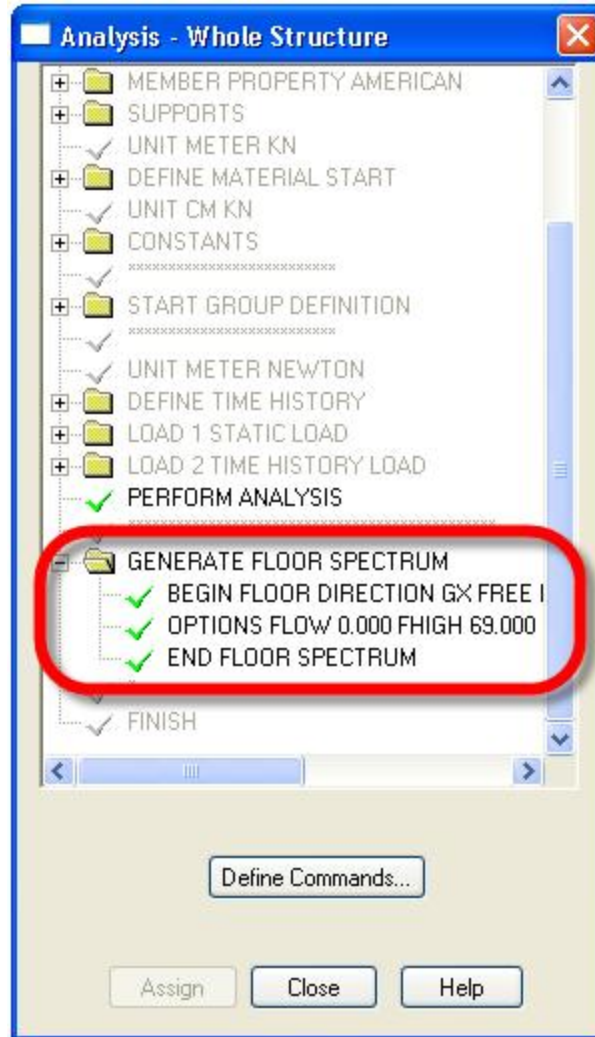 Analysis - Whole Structure
MEMBER PROPERTY AMERICAN
SUPPORTS
UNIT METER KN
DEFINE MATERIAL START
UNIT CM KN
CONSTANTS
*************************
START GROUP DEFINITION
*************************
UNIT METER NEWTON
DEFINE TIME HISTORY
LOAD 1 STATIC LOAD
LOAD 2 TIME HISTORY LOAD
PERFORM ANALYSIS
********************************************
GENERATE FLOOR SPECTRUM
BEGIN FLOOR DIRECTION GX FREE
OPTIONS FLOW 0.000 FHIGH 69.000
END FLOOR SPECTRUM
*
FINISH
Define Commands...
Assign
Close
Help